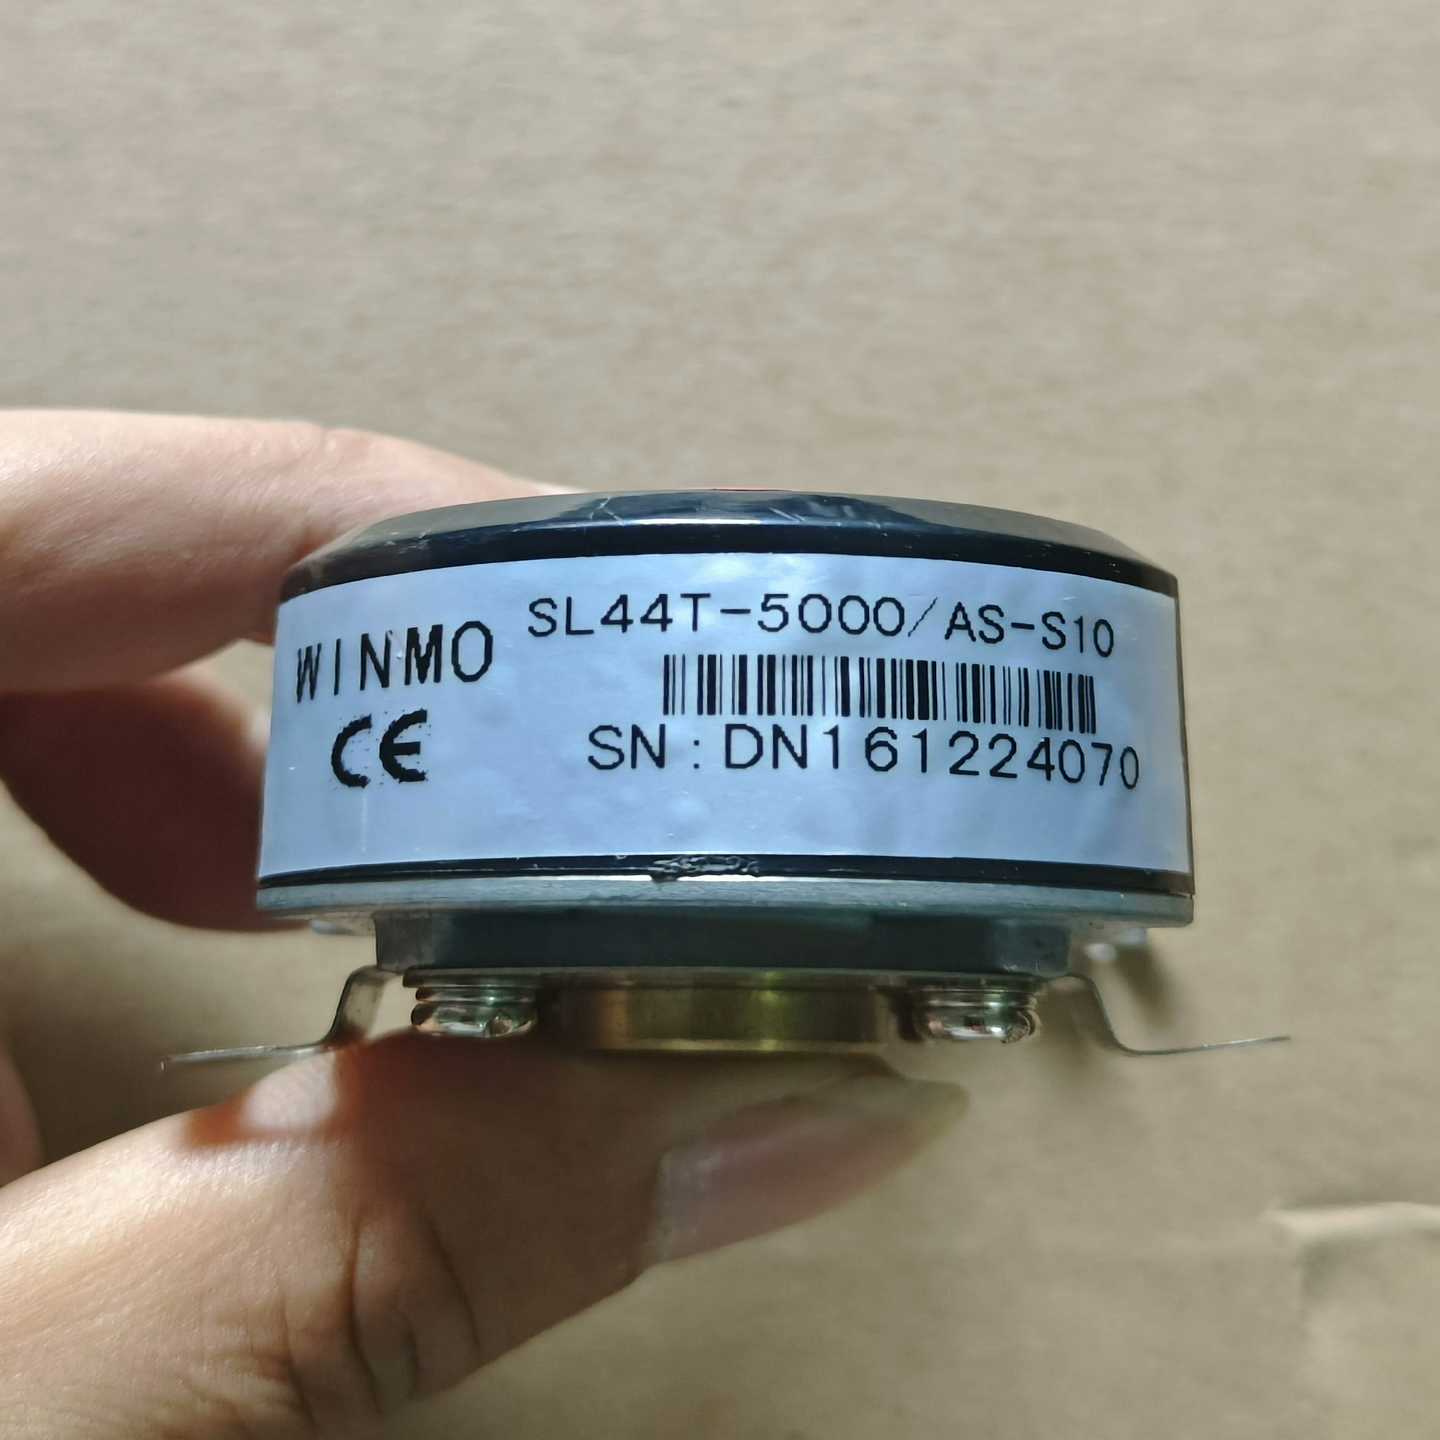 WINMO
SL44T-5000/AS-S10
CE
SN:DN161224070